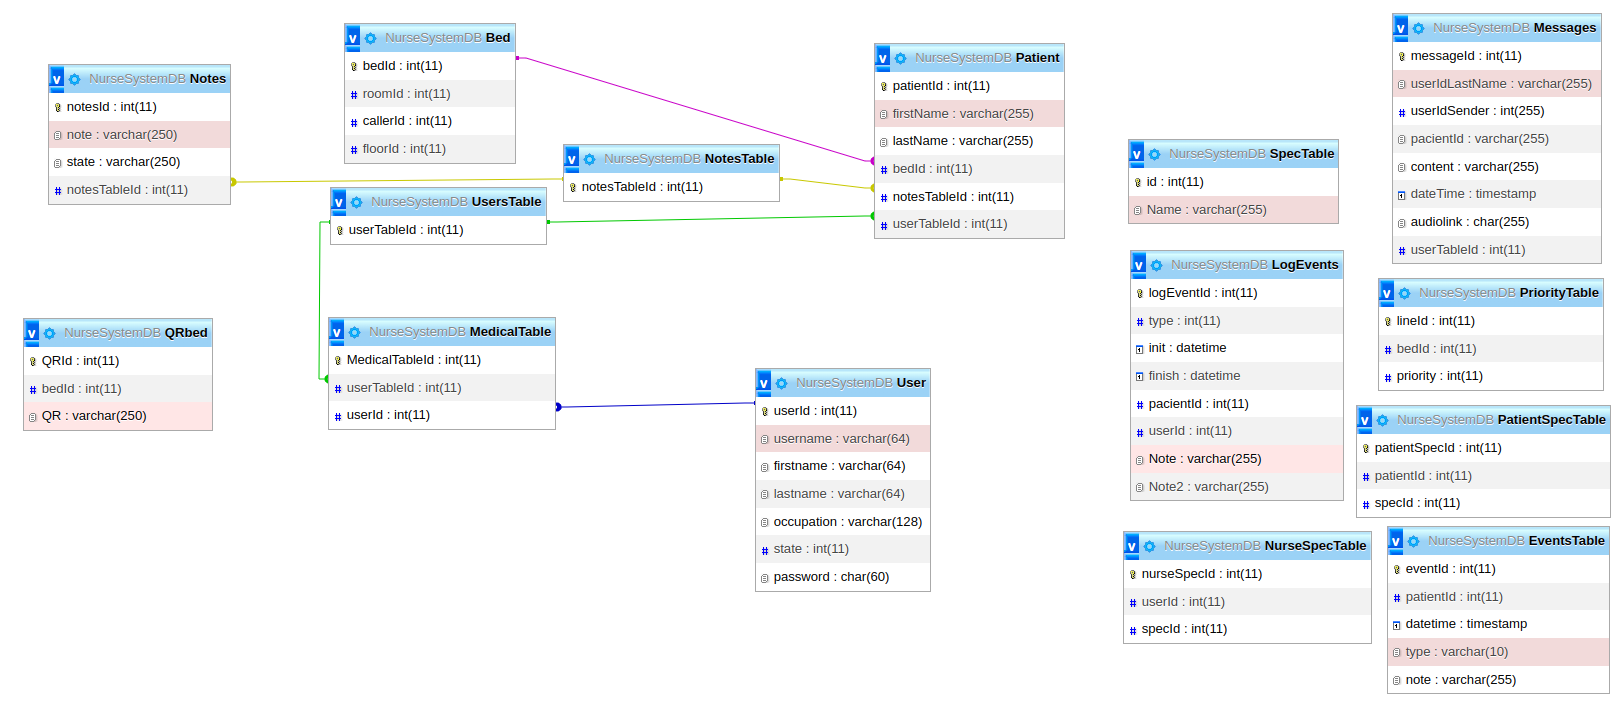 NurseSystemDB Notes
notesId : int(11)
note : varchar(250)
state : varchar(250)
notesTableId : int(11)
NurseSystemDB Bed
bedId : int(11)
roomId : int(11)
callerId : int(11)
floorId : int(11)
NurseSystemDB NotesTable
notesTableId : int(11)
NurseSystemDB UsersTable
userTableId : int(11)
NurseSystemDB Patient
patientId : int(11)
firstName : varchar(255)
lastName : varchar(255)
bedId : int(11)
notesTableId : int(11)
userTableId : int(11)
NurseSystemDB QRbed
QRId : int(11)
bedId : int(11)
QR : varchar(250)
NurseSystemDB MedicalTable
MedicalTableId : int(11)
userTableId : int(11)
userId : int(11)
NurseSystemDB User
userId : int(11)
username : varchar(64)
firstname : varchar(64)
lastname : varchar(64)
occupation : varchar(128)
state : int(11)
password : char(60)
NurseSystemDB SpecTable
id : int(11)
Name : varchar(255)
NurseSystemDB LogEvents
logEventId : int(11)
type : int(11)
init : datetime
finish : datetime
pacientId : int(11)
userId : int(11)
Note : varchar(255)
Note2 : varchar(255)
NurseSystemDB NurseSpecTable
nurseSpecId : int(11)
userId : int(11)
specId : int(11)
NurseSystemDB Messages
messageId : int(11)
userIdLastName : varchar(255)
userIdSender : int(255)
pacientId : varchar(255)
content : varchar(255)
dateTime : timestamp
audiolink : char(255)
userTableId : int(11)
NurseSystemDB PriorityTable
lineId : int(11)
bedId : int(11)
priority : int(11)
NurseSystemDB PatientSpecTable
patientSpecId : int(11)
patientId : int(11)
specId : int(11)
NurseSystemDB EventsTable
eventId : int(11)
patientId : int(11)
datetime : timestamp
type : varchar(10)
note : varchar(255)